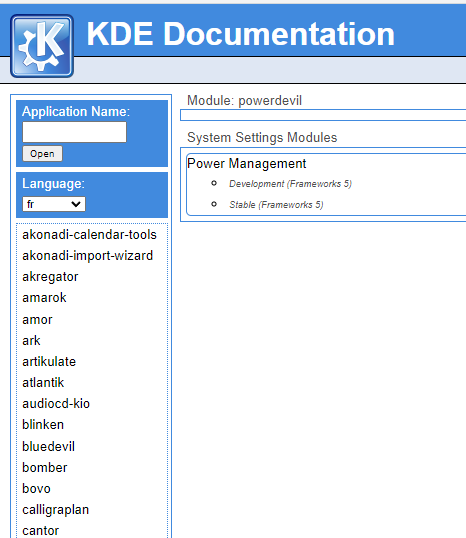 KDE Documentation
Application Name:
Open
Language:
fr
akonadi-calendar-tools
akonadi-import-wizard
akregator
amarok
amor
ark
artikulate
atlantik
audiocd-kio
blinken
bluedevil
bomber
bovo
calligraplan
cantor
Module: powerdevil
System Settings Modules
Power Management
Development (Frameworks 5)
Stable (Frameworks 5)